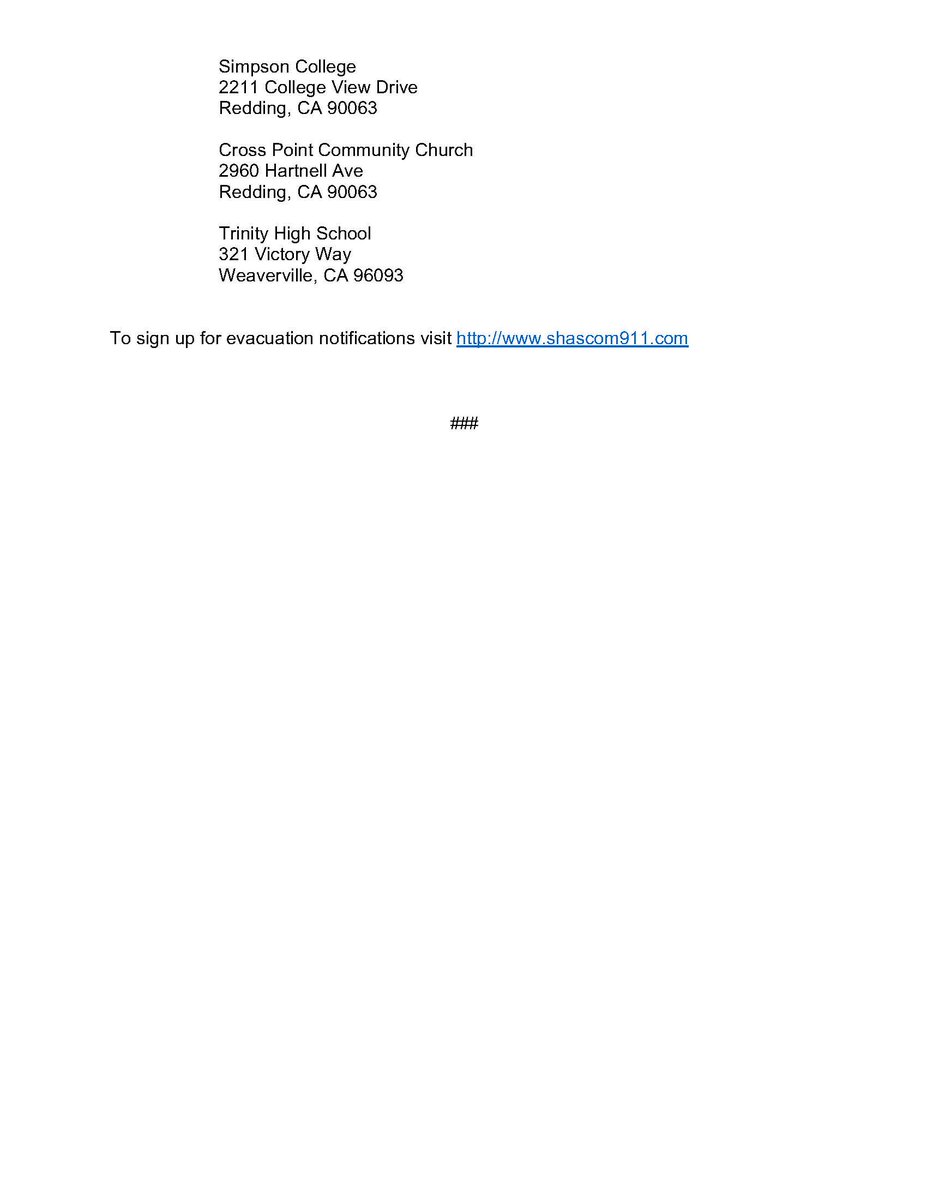 Simpson College
2211 College View Drive
Redding, CA 90063
Cross Point Community Church
2960 Hartnell Ave
Redding, CA 90063
Trinity High School
321 Victory Way
Weaverville, CA 96093
To sign up for evacuation notifications visit http://www.shascom911.com
###